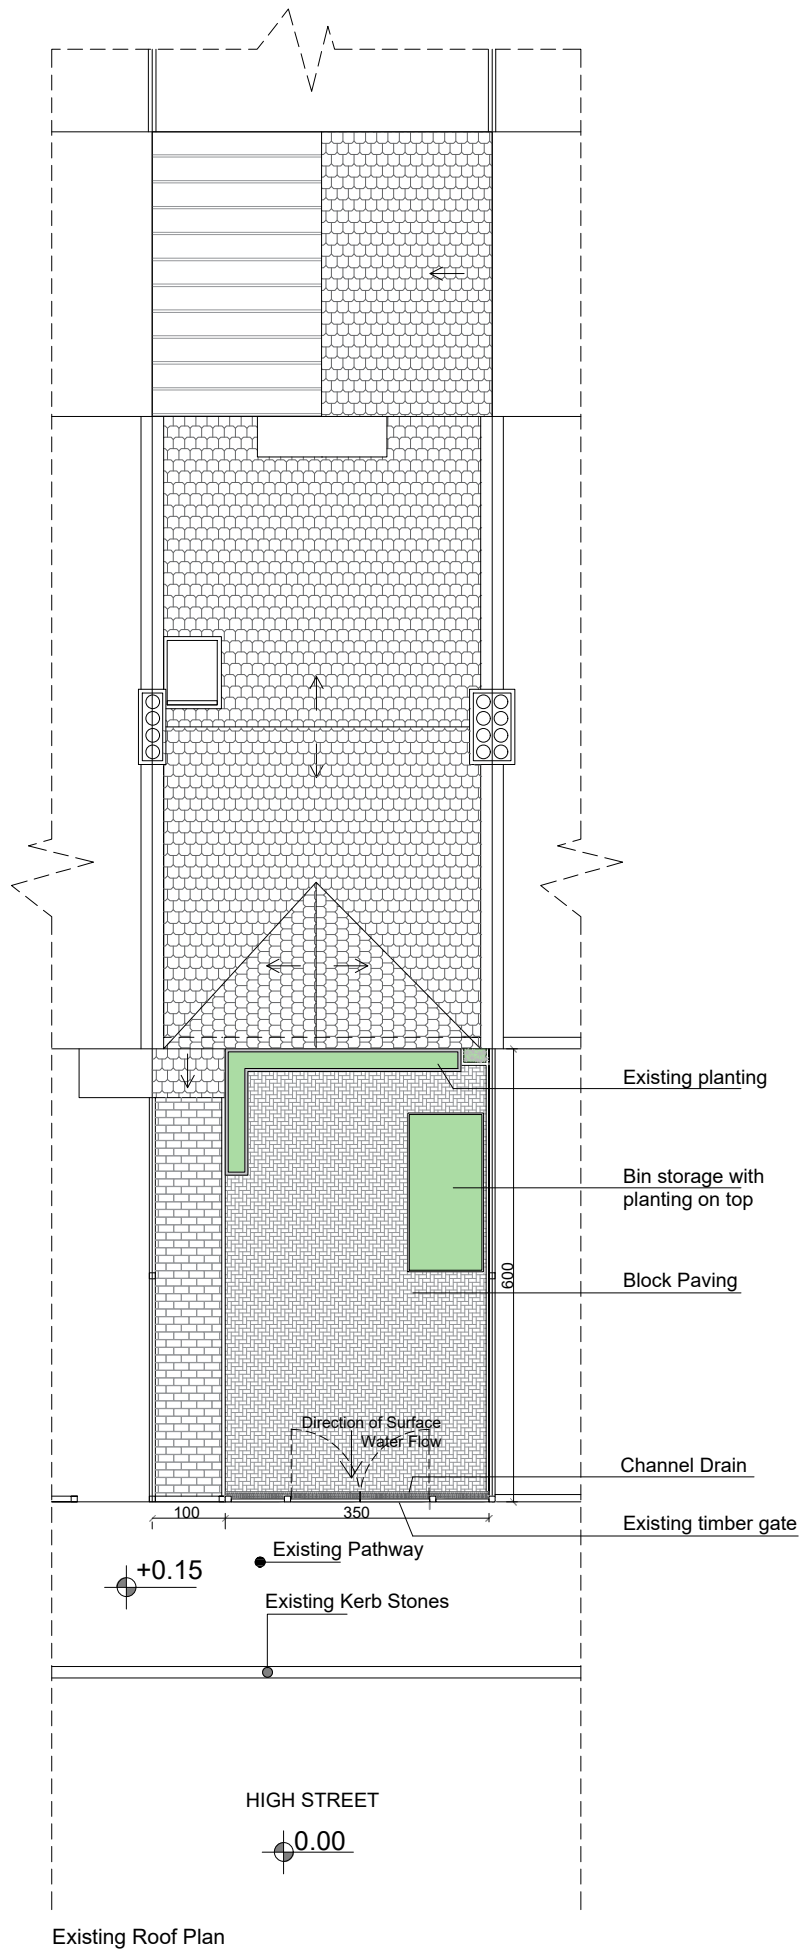 Existing planting
Bin storage with
planting on top
600
Block Paving
Direction of Surface
Water Flow
Channel Drain
100
350
Existing timber gate
Existing Pathway
+0.15
Existing Kerb Stones
HIGH STREET
0.00
Existing Roof Plan